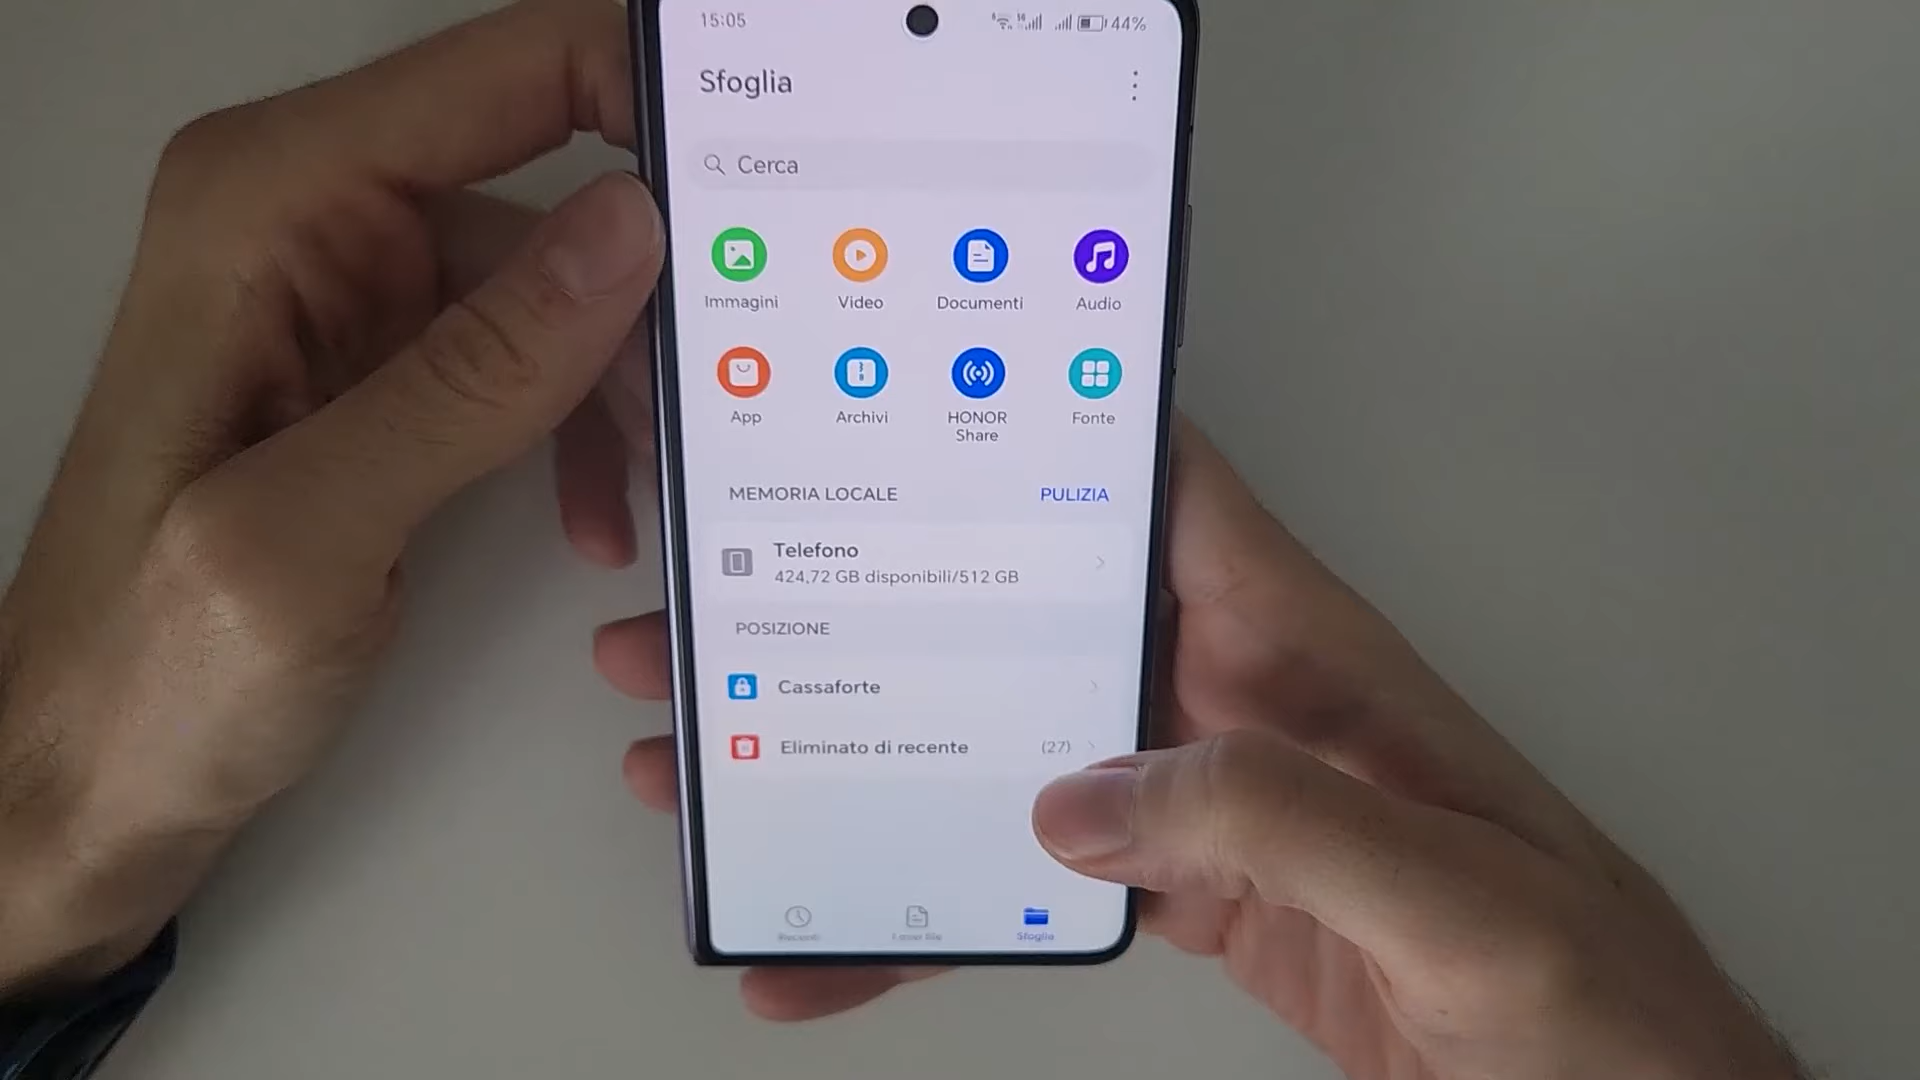 15:05
44%
Sfoglia
Cerca
Immagini
Video
Documenti
Audio
App
Archivi
HONOR
Share
Fonte
MEMORIA LOCALE
PULIZIA
Telefono
424,72 GB disponibili/512 GB
POSIZIONE
Cassaforte
Eliminato di recente
(27)
Recenti
Sfoglia